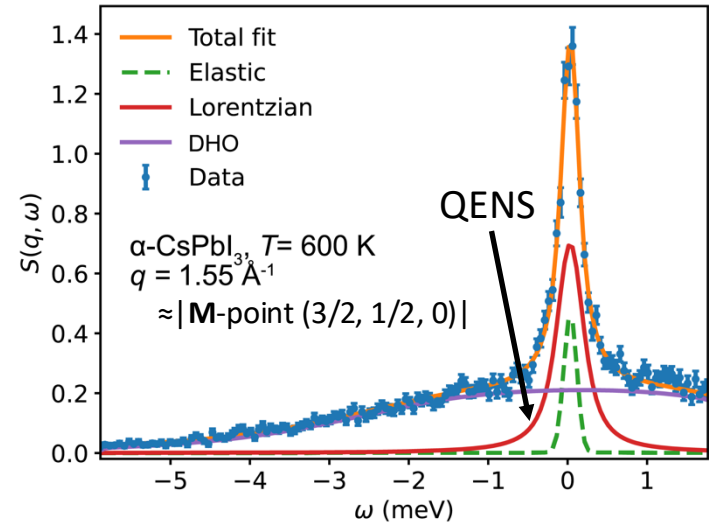 1.4
1.2
1.0
0.8
0.6
0.4
0.2
0.0
S(q, ω)
Total fit
Elastic
Lorentzian
DHO
Data
QENS
α-CsPbI₃, T= 600 K
q = 1.55 Å⁻¹
≈|M-point (3/2, 1/2, 0)|
−5 −4 −3 −2 −1 0 1
ω (meV)